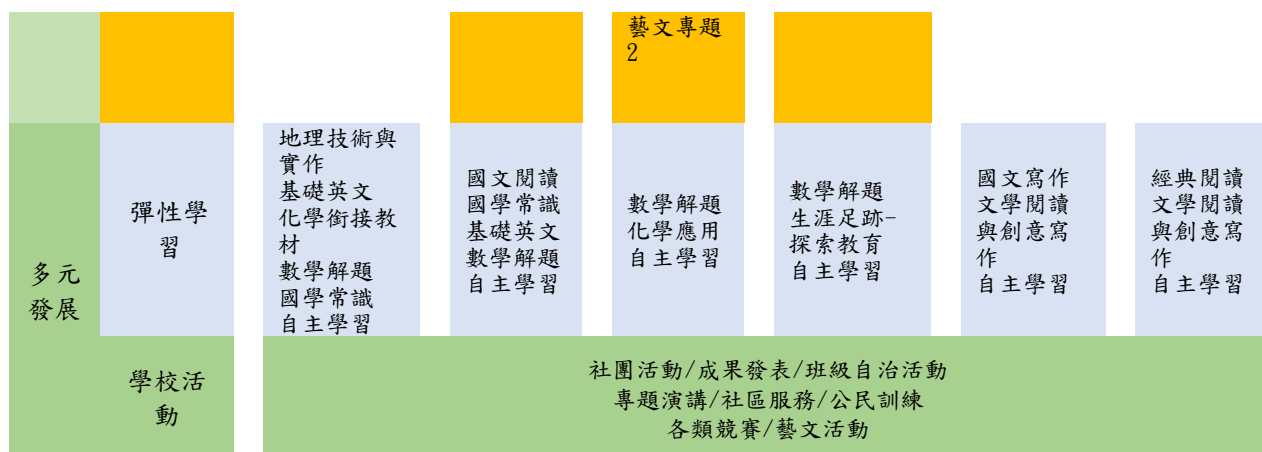 藝文專題
2
多元
發展
彈性學
習
地理技術與
實作
基礎英文
化學銜接教
材
數學解題
國學常識
自主學習
國文閱讀
國學常識
基礎英文
數學解題
自主學習
數學解題
化學應用
自主學習
數學解題
生涯足跡-
探索教育
自主學習
國文寫作
文學閱讀
與創意寫
作
自主學習
經典閱讀
文學閱讀
與創意寫
作
自主學習
學校活
動
社團活動/成果發表/班級自治活動
專題演講/社區服務/公民訓練
各類競賽/藝文活動